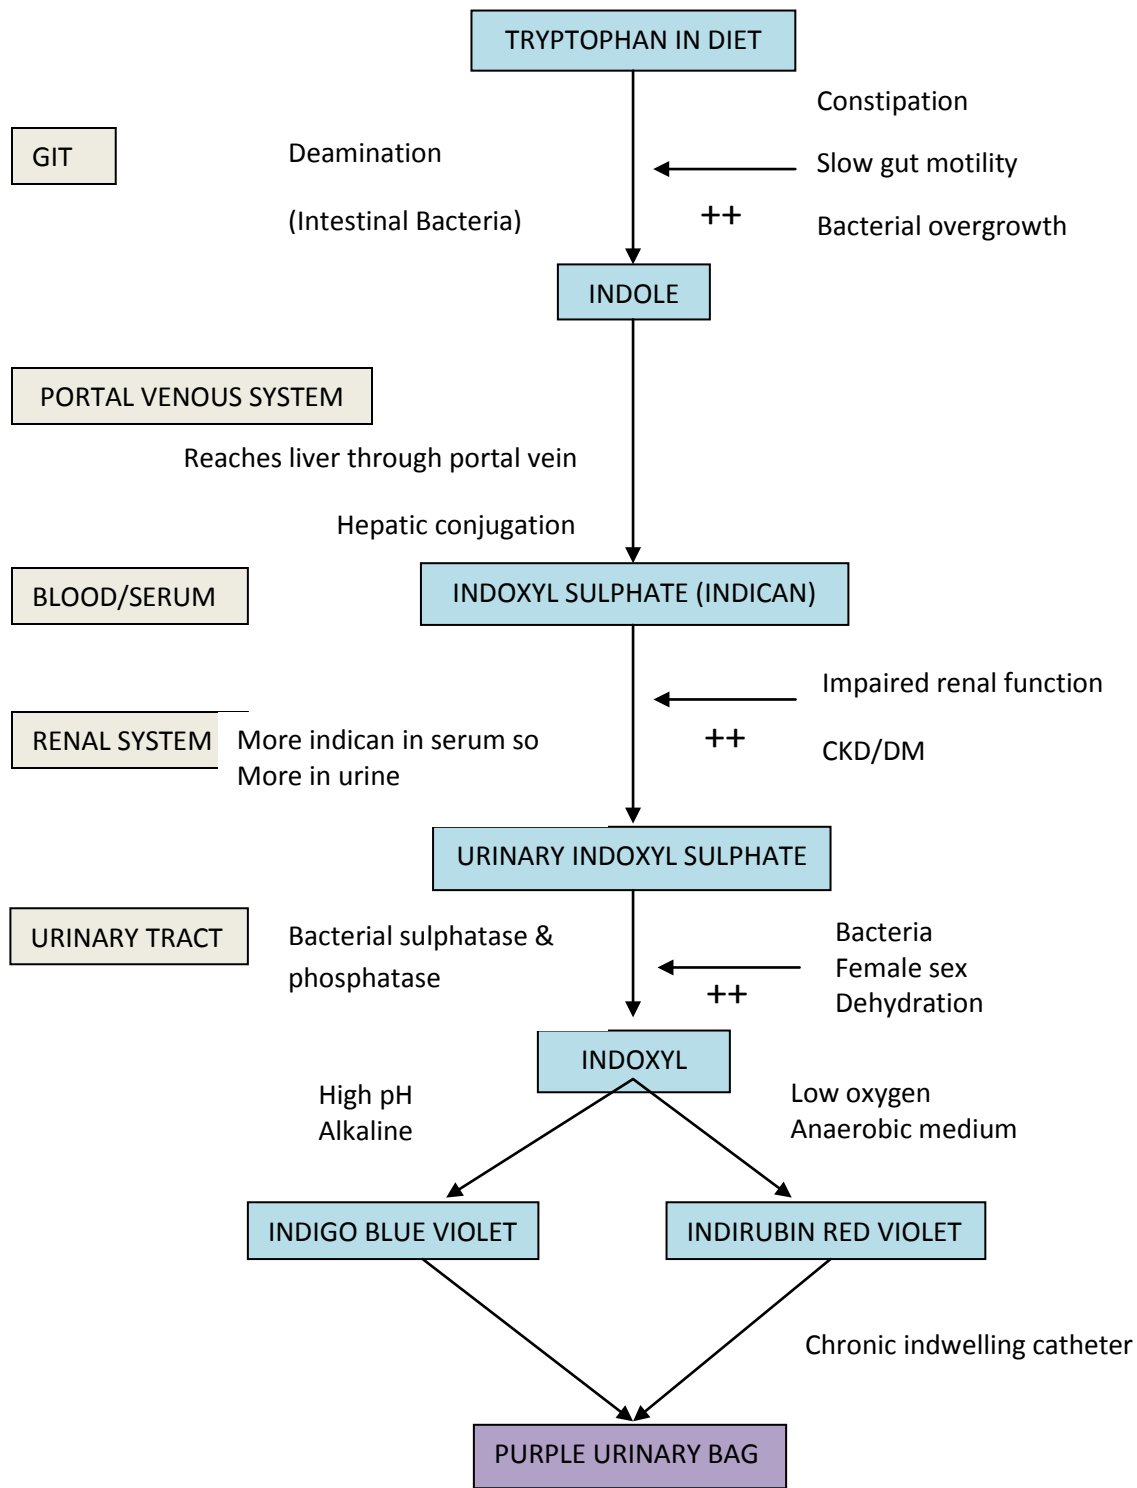 TRYPTOPHAN IN DIET
Constipation
GIT
Deamination
Slow gut motility
(Intestinal Bacteria)
++
Bacterial overgrowth
INDOLE
PORTAL VENOUS SYSTEM
Reaches liver through portal vein
Hepatic conjugation
BLOOD/SERUM
INDOXYL SULPHATE (INDICAN)
Impaired renal function
RENAL SYSTEM
More indican in serum so
More in urine
++
CKD/DM
URINARY INDOXYL SULPHATE
URINARY TRACT
Bacterial sulphatase &
phosphatase
Bacteria
Female sex
Dehydration
++
INDOXYL
High pH
Alkaline
Low oxygen
Anaerobic medium
INDIGO BLUE VIOLET
INDIRUBIN RED VIOLET
Chronic indwelling catheter
PURPLE URINARY BAG